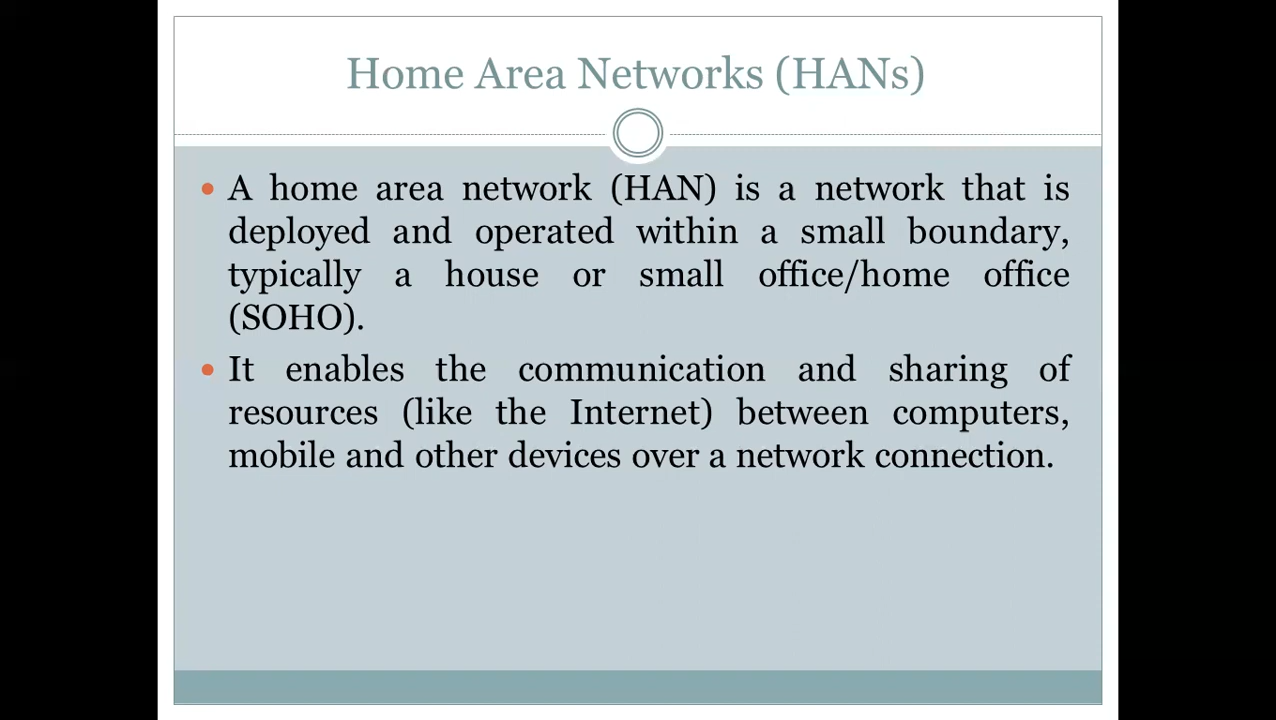 Home Area Networks (HANs)
• A home area network (HAN) is a network that is
deployed and operated within a small boundary,
typically a house or small office/home office
(SOHO).
• It enables the communication and sharing of
resources (like the Internet) between computers,
mobile and other devices over a network connection.